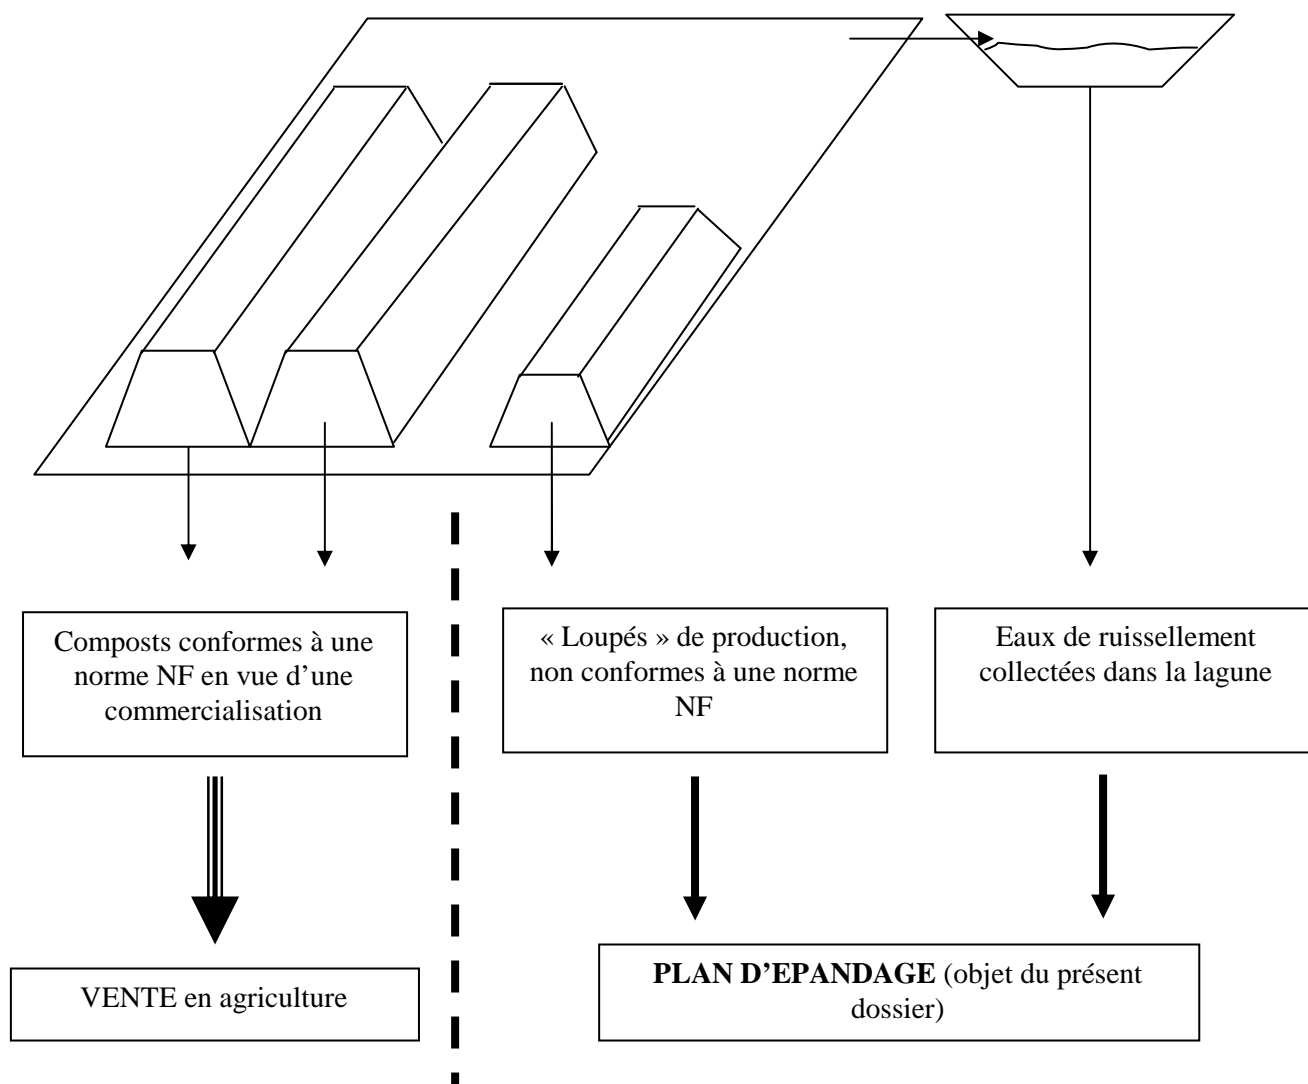 Composts conformes à une
norme NF en vue d’une
commercialisation
« Loupés » de production,
non conformes à une norme
NF
Eaux de ruissellement
collectées dans la lagune
VENTE en agriculture
PLAN D’EPANDAGE (objet du présent
dossier)